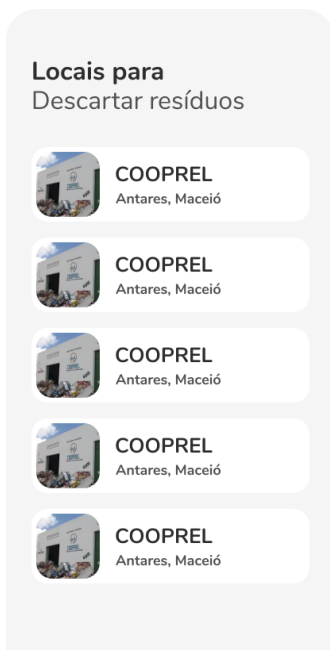 Locais para
Descartar resíduos
COOPREL
Antares, Maceió
COOPREL
Antares, Maceió
COOPREL
Antares, Maceió
COOPREL
Antares, Maceió
COOPREL
Antares, Maceió